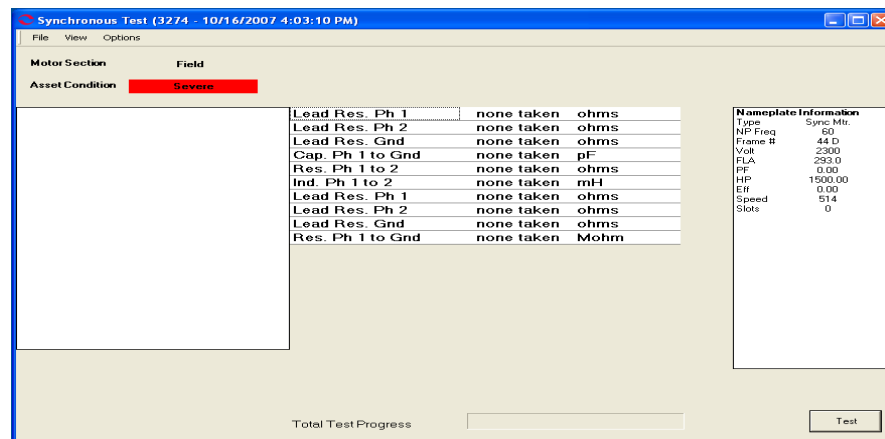 Synchronous Test (3274 - 10/16/2007 4:03:10 PM)
File View Options
Motor Section Field
Asset Condition Severe
Lead Res. Ph 1 none taken ohms
Lead Res. Ph 2 none taken ohms
Lead Res. Gnd none taken ohms
Cap. Ph 1 to Gnd none taken pF
Res. Ph 1 to 2 none taken ohms
Ind. Ph 1 to 2 none taken mH
Lead Res. Ph 1 none taken ohms
Lead Res. Ph 2 none taken ohms
Lead Res. Gnd none taken ohms
Res. Ph 1 to Gnd none taken Mohm
Nameplate Information
Type Sync Mtr.
NP Freq 60
Frame # 44 D
Volt 2300
FLA 293.0
PF 0.00
HP 1500.00
Eff 0.00
Speed 514
Slots 0
Total Test Progress
Test